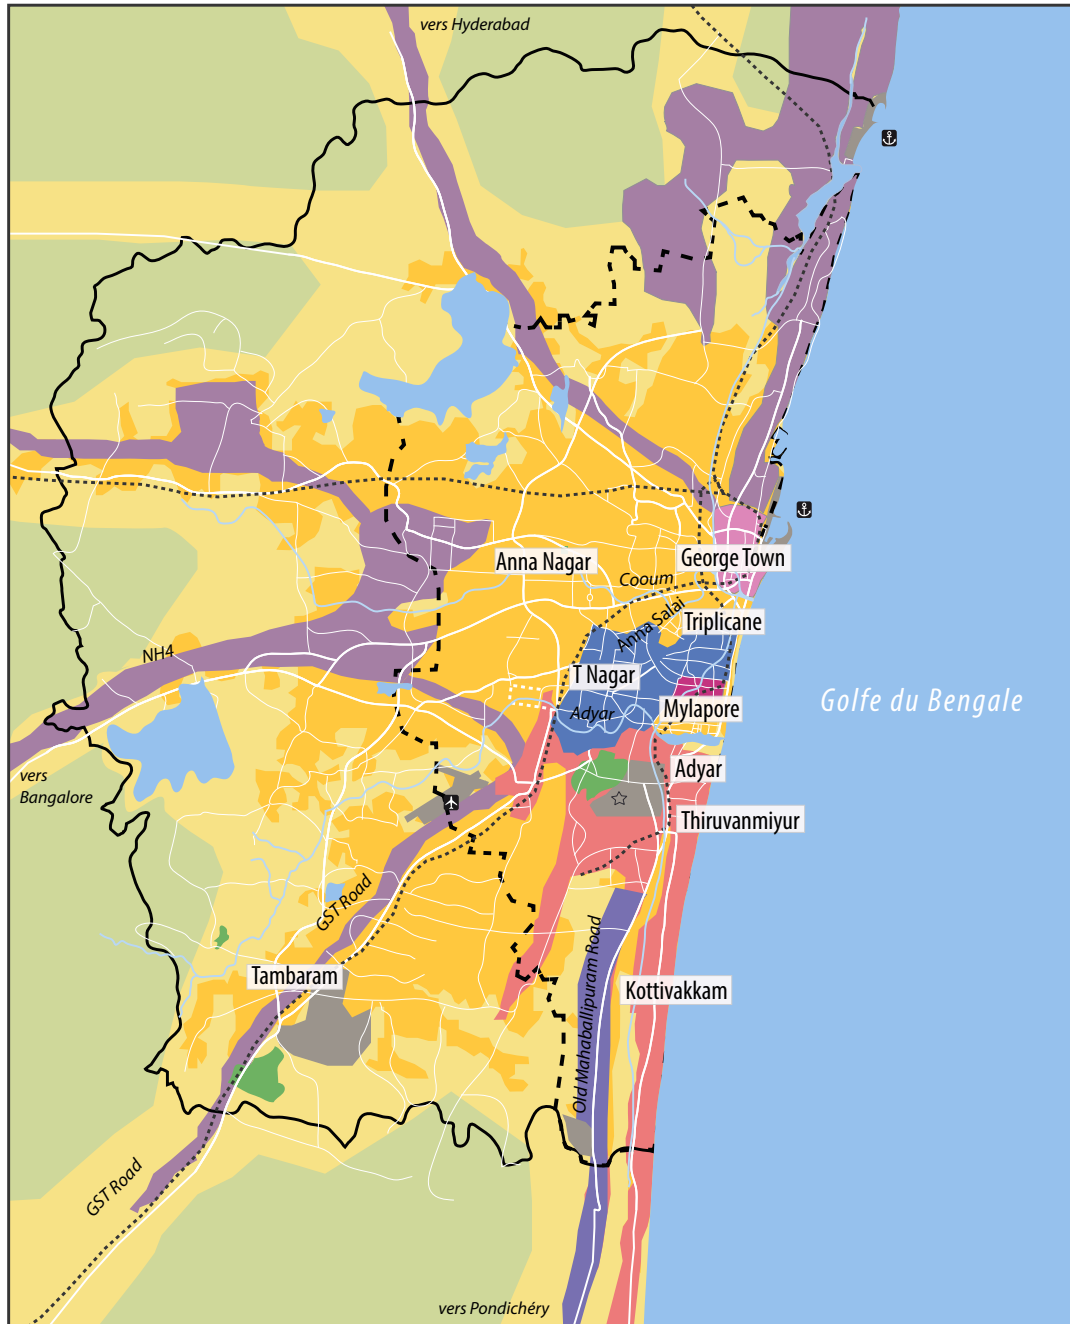 vers Hyderabad
Anna Nagar
George Town
Cooum
Anna Salai
Triplicane
NH4
T Nagar
Mylapore
Adyar
Golfe du Bengale
vers
Bangalore
Adyar
Thiruvanmiyur
GST Road
Tambaram
Old Mahaballipuram Road
Kottivakkam
GST Road
vers Pondichéry